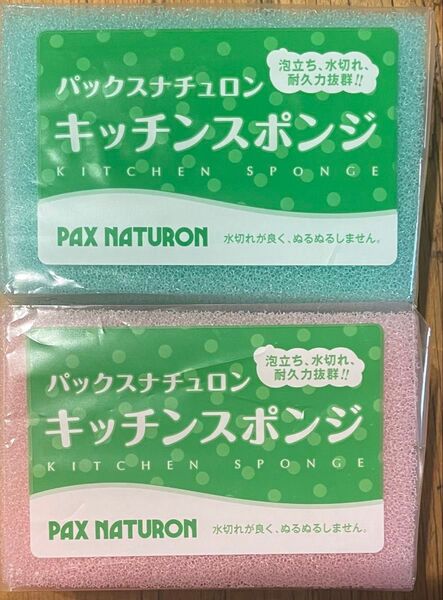 泡立ち、水切れ、
耐久力抜群!!
パックスナチュロン
キッチンスポンジ
KITCHEN SPONGE
PAX NATURON 水切れが良く、ぬるぬるしません。
泡立ち、水切れ、
耐久力抜群!!
パックスナチュロン
キッチンスポンジ
KITCHEN SPONGE
PAX NATURON 水切れが良く、ぬるぬるしません。